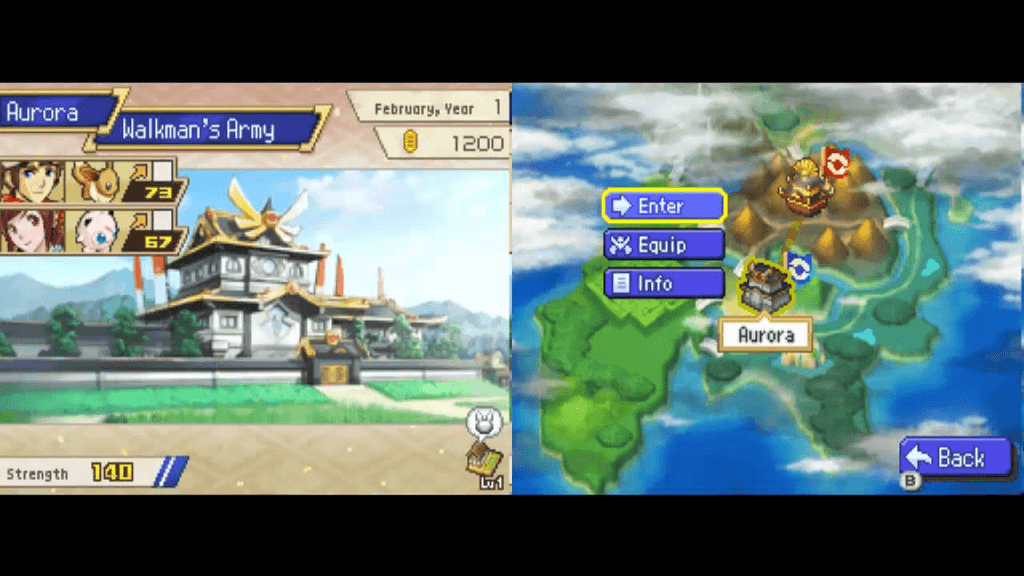 Aurora
Walkman's Army
February, Year 1
1200
73
67
Strength 140
Lv1
Enter
Equip
Info
Aurora
Back
B